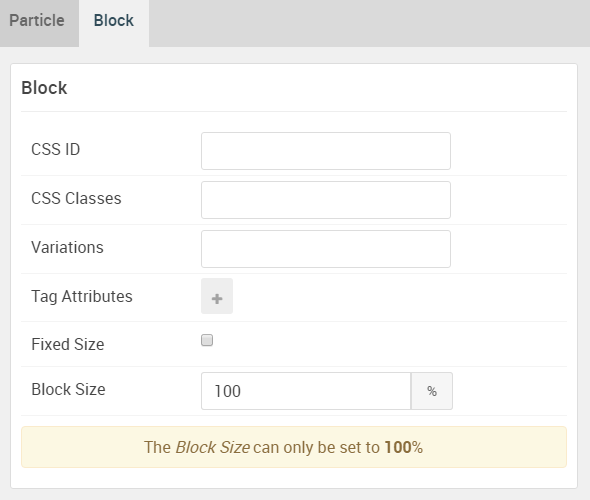 Particle Block
Block
CSS ID
CSS Classes
Variations
Tag Attributes +
Fixed Size
Block Size 100 %
The Block Size can only be set to 100%